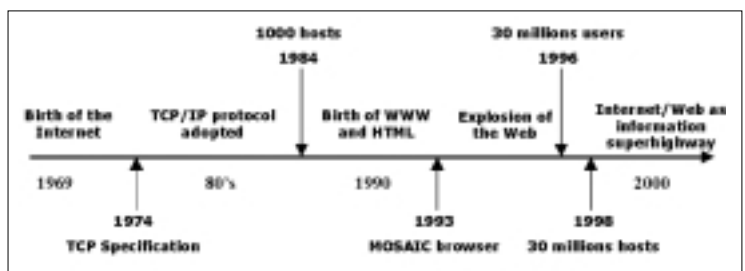 1000 hosts
30 millions users
1984
1996
Birth of the
Internet
TCP/IP protocol
adopted
Birth of WWW
and HTML
Explosion of
the Web
Internet/Web an
information
superhighway
1969
80's
1990
2000
1974
1993
1998
TCP Specification
MOSAIC browser
30 millions hosts